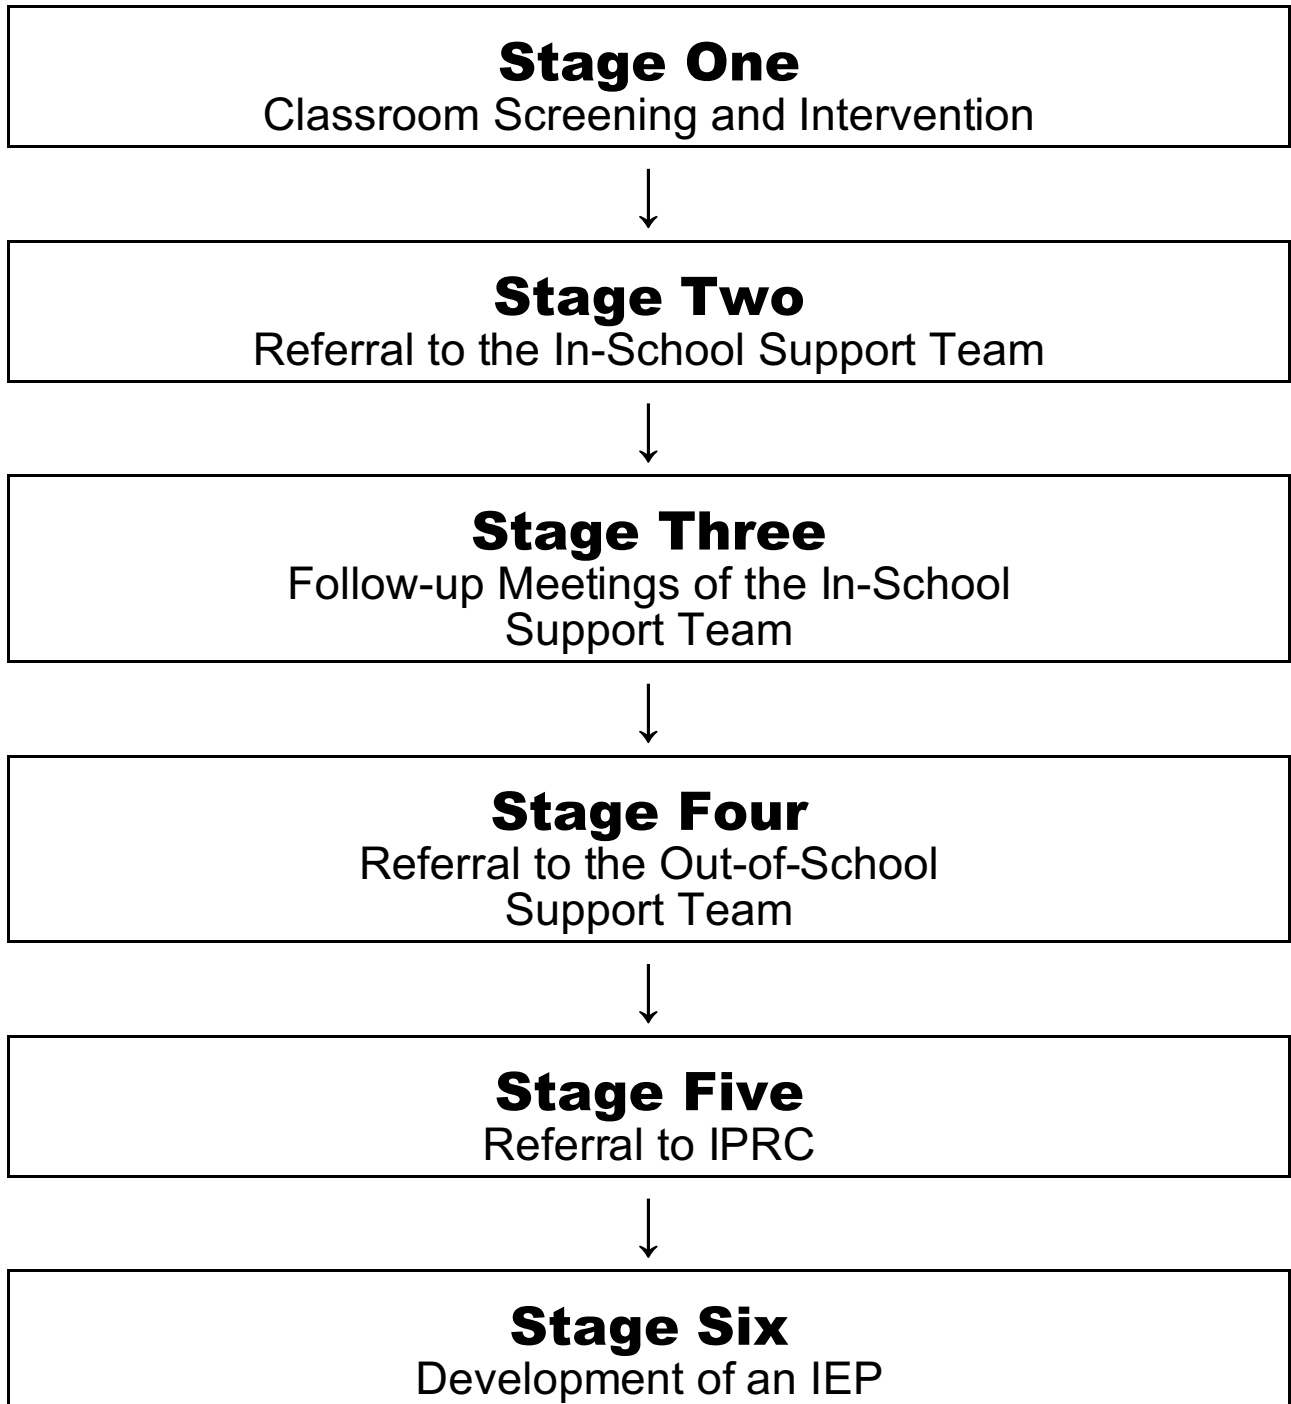 Stage One
Classroom Screening and Intervention
↓
Stage Two
Referral to the In-School Support Team
↓
Stage Three
Follow-up Meetings of the In-School
Support Team
↓
Stage Four
Referral to the Out-of-School
Support Team
↓
Stage Five
Referral to IPRC
↓
Stage Six
Development of an IEP